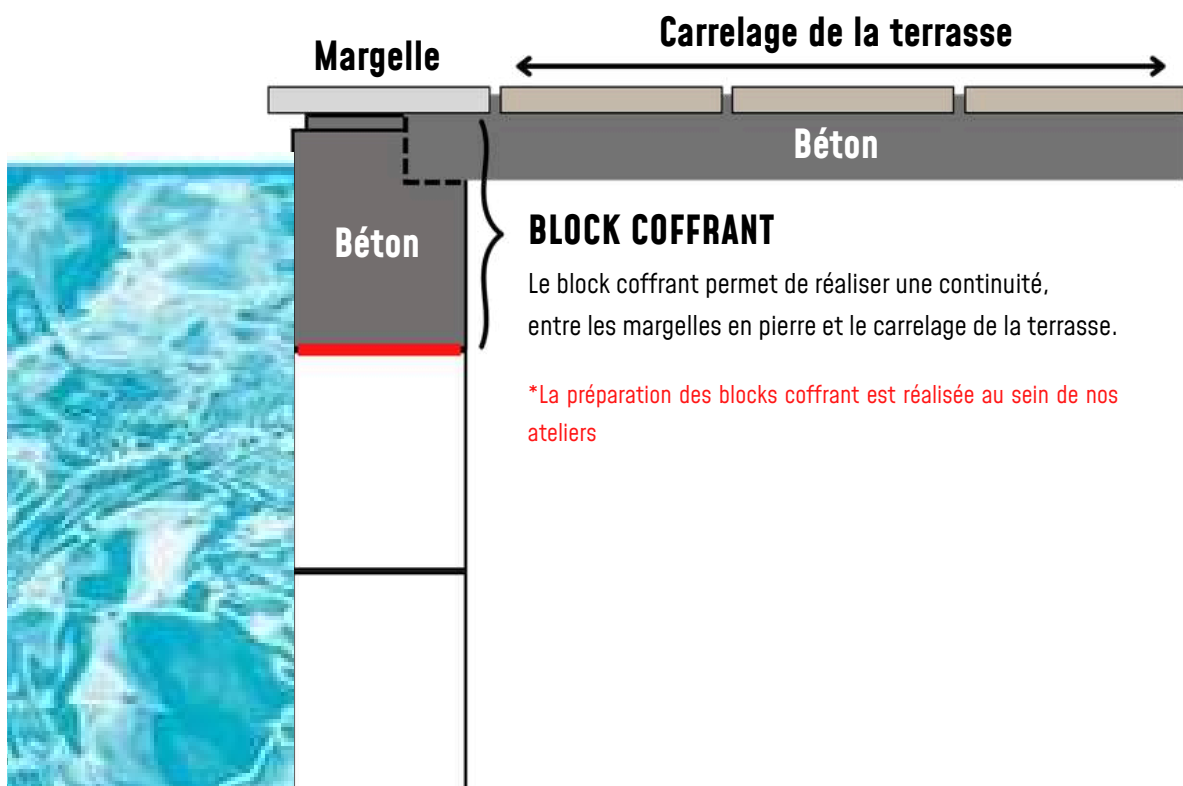 Margelle
Carrelage de la terrasse
Béton
Béton
BLOCK COFFRANT
Le block coffrant permet de réaliser une continuité,
entre les margelles en pierre et le carrelage de la terrasse.
*La préparation des blocks coffrant est réalisée au sein de nos
ateliers